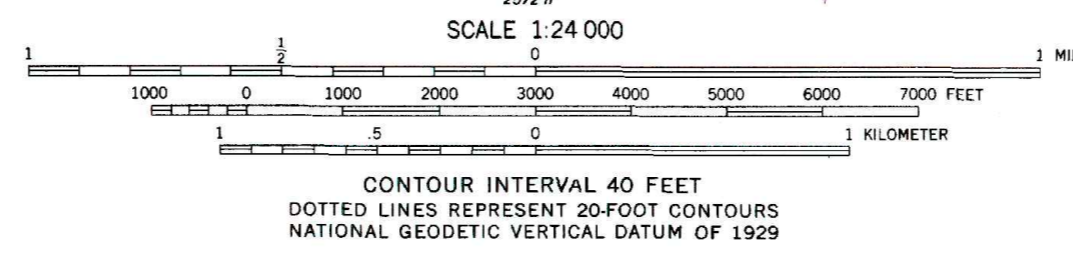 SCALE 1:24 000
1 ½ 0 1
1000 0 1000 2000 3000 4000 5000 6000 7000 FEET
1 .5 0 1 KILOMETER
CONTOUR INTERVAL 40 FEET
DOTTED LINES REPRESENT 20-FOOT CONTOURS
NATIONAL GEODETIC VERTICAL DATUM OF 1929